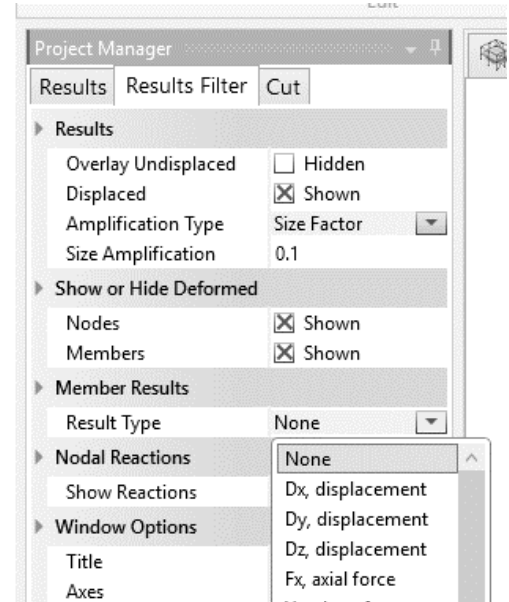 Edit
Project Manager
Results Results Filter Cut
Results
Overlay Undisplaced Hidden
Displaced Shown
Amplification Type Size Factor
Size Amplification 0.1
Show or Hide Deformed
Nodes Shown
Members Shown
Member Results
Result Type None
Nodal Reactions None
Show Reactions Dx, displacement
Window Options Dy, displacement
Title Dz, displacement
Axes Fx, axial force